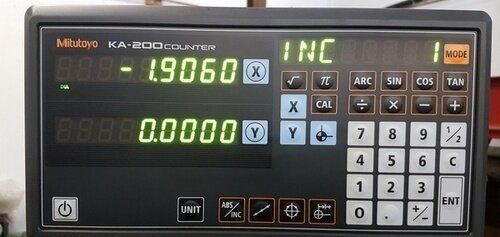 Mitutoyo KA-200 COUNTER
INC 1 MODE
-1.9060 X
DIA
√ π ARC SIN COS TAN
X CAL ÷ × − +
0.0000 Y
Y 7 8 9 1/2
4 5 6 C
1 2 3 ENT
UNIT ABS/INC 0 . +/−